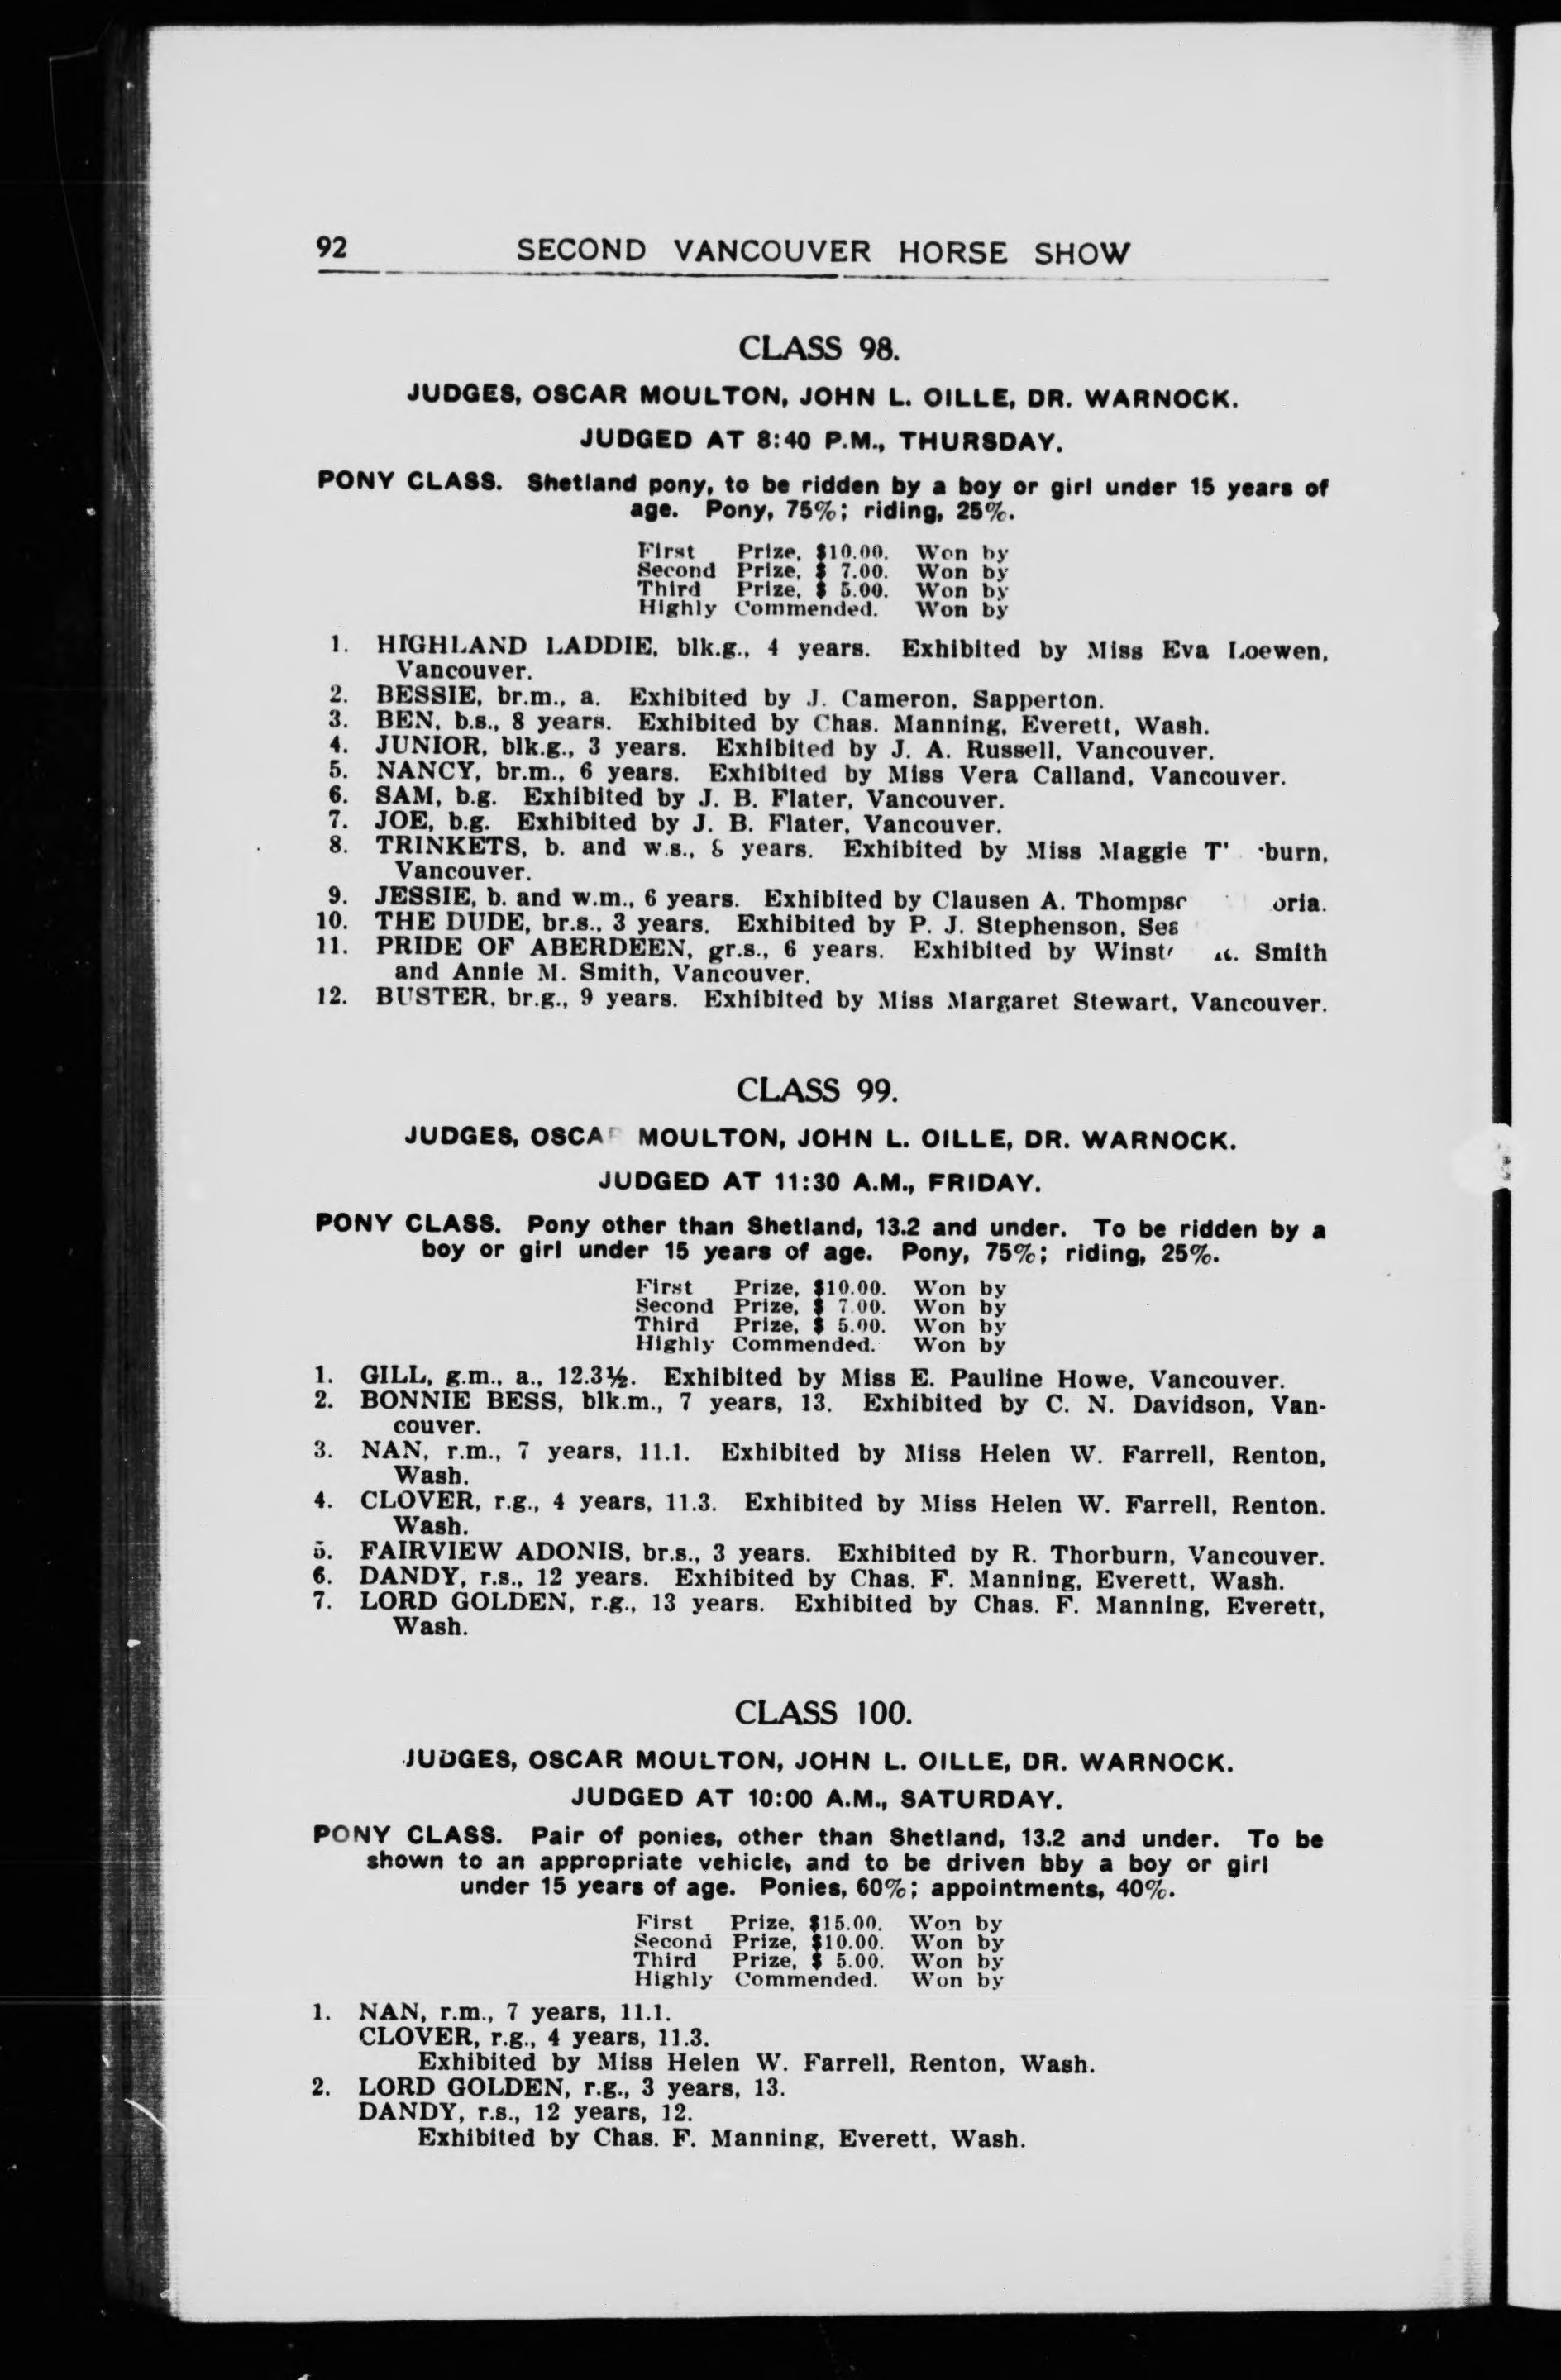 92 SECOND VANCOUVER HORSE SHOW
CLASS 98.
JUDGES, OSCAR MOULTON, JOHN L. OILLE, DR. WARNOCK.
JUDGED AT 8:40 P.M., THURSDAY.
PONY CLASS. Shetland pony, to be ridden by a boy or girl under 15 years of
age. Pony, 75%; riding, 25%.
First Prize, $10.00. Won by
Second Prize, $ 7.00. Won by
Third Prize, $ 5.00. Won by
Highly Commended. Won by
1. HIGHLAND LADDIE, blk.g., 4 years. Exhibited by Miss Eva Loewen,
Vancouver.
2. BESSIE, br.m., a. Exhibited by J. Cameron, Sapperton.
3. BEN, b.s., 8 years. Exhibited by Chas. Manning, Everett, Wash.
4. JUNIOR, blk.g., 3 years. Exhibited by J. A. Russell, Vancouver.
5. NANCY, br.m., 6 years. Exhibited by Miss Vera Calland, Vancouver.
6. SAM, b.g. Exhibited by J. B. Flater, Vancouver.
7. JOE, b.g. Exhibited by J. B. Flater, Vancouver.
8. TRINKETS, b. and w.s., years. Exhibited by Miss Maggie
Vancouver.
9. JESSIE, b. and w.m., 6 years. Exhibited by Clausen A.
10. THE DUDE, br.s., 3 years. Exhibited by P. J. Stephenson,
11. PRIDE OF ABERDEEN, gr.s., 6 years. Exhibited by Smith
and Annie M. Smith, Vancouver.
12. BUSTER, br.g., 9 years. Exhibited by Miss Margaret Stewart, Vancouver.
CLASS 99.
JUDGES, OSCAR MOULTON, JOHN L. OILLE, DR. WARNOCK.
JUDGED AT 11:30 A.M., FRIDAY.
PONY CLASS. Pony other than Shetland, 13.2 and under. To be ridden by a
boy or girl under 15 years of age. Pony, 75%; riding, 25%.
First Prize, $10.00. Won by
Second Prize, $ 7.00. Won by
Third Prize, $ 5.00. Won by
Highly Commended. Won by
1. GILL, g.m., a., 12.3½. Exhibited by Miss E. Pauline Howe, Vancouver.
2. BONNIE BESS, blk.m., 7 years, 13. Exhibited by C. N. Davidson, Van-
couver.
3. NAN, r.m., 7 years, 11.1. Exhibited by Miss Helen W. Farrell, Renton,
Wash.
4. CLOVER, r.g., 4 years, 11.3. Exhibited by Miss Helen W. Farrell, Renton.
Wash.
5. FAIRVIEW ADONIS, br.s., 3 years. Exhibited by R. Thorburn, Vancouver.
6. DANDY, r.s., 12 years. Exhibited by Chas. F. Manning, Everett, Wash.
7. LORD GOLDEN, r.g., 13 years. Exhibited by Chas. F. Manning, Everett,
Wash.
CLASS 100.
JUDGES, OSCAR MOULTON, JOHN L. OILLE, DR. WARNOCK.
JUDGED AT 10:00 A.M., SATURDAY.
PONY CLASS. Pair of ponies, other than Shetland, 13.2 and under. To be
shown to an appropriate vehicle, and to be driven bby a boy or girl
under 15 years of age. Ponies, 60%; appointments, 40%.
First Prize, $15.00. Won by
Second Prize, $10.00. Won by
Third Prize, $ 5.00. Won by
Highly Commended. Won by
1. NAN, r.m., 7 years, 11.1.
CLOVER, r.g., 4 years, 11.3.
Exhibited by Miss Helen W. Farrell, Renton, Wash.
2. LORD GOLDEN, r.g., 3 years, 13.
DANDY, r.s., 12 years, 12.
Exhibited by Chas. F. Manning, Everett, Wash.